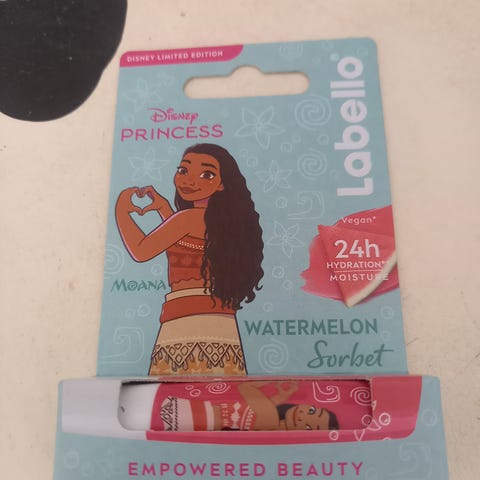 DISNEY LIMITED EDITION
Disney
PRINCESS
Labello
Vegan*
24h
HYDRATION*
MOISTURE
MOANA
WATERMELON
Sorbet
EMPOWERED BEAUTY